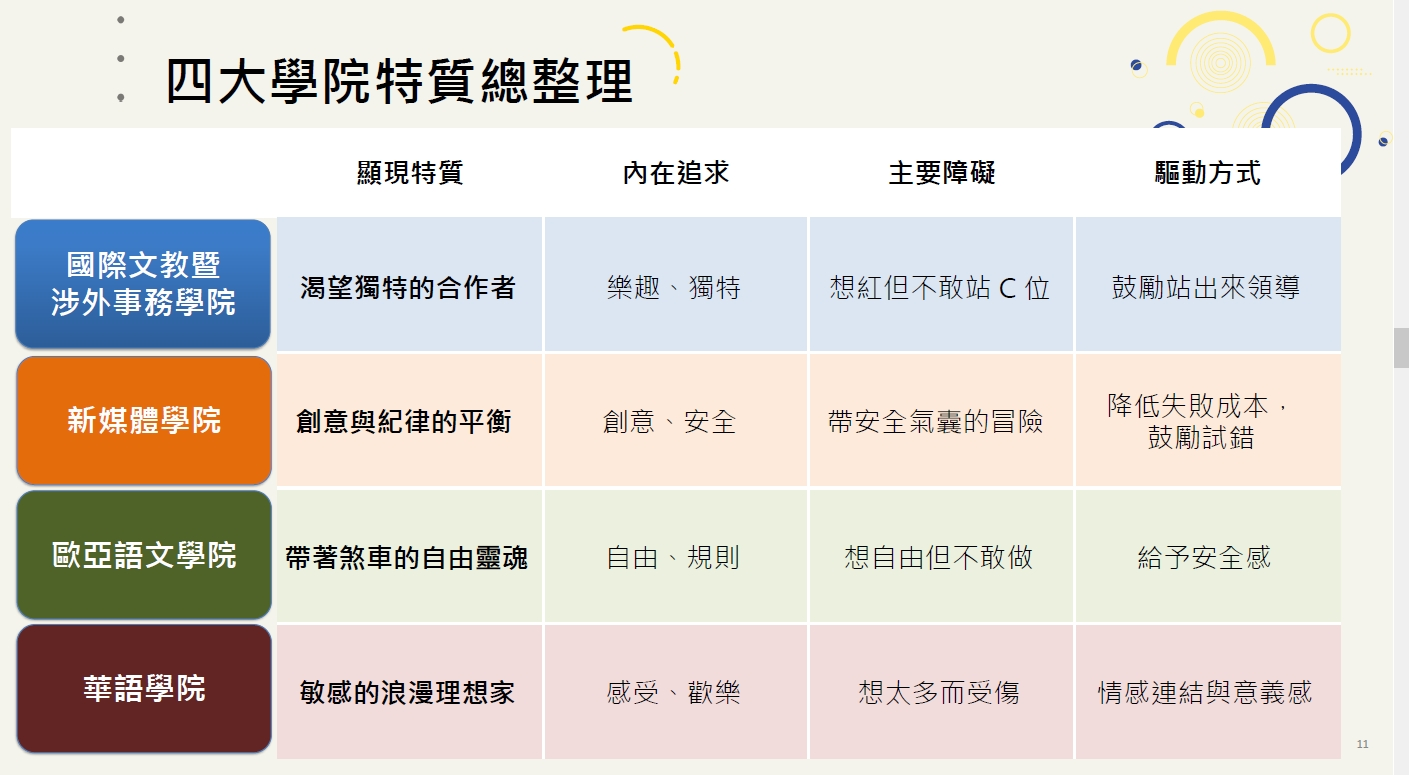 四大學院特質總整理
顯現特質 內在追求 主要障礙 驅動方式
國際文教暨
涉外事務學院
渴望獨特的合作者 樂趣、獨特 想紅但不敢站 C 位 鼓勵站出來領導
新媒體學院
創意與紀律的平衡 創意、安全 帶安全氣囊的冒險
降低失敗成本，
鼓勵試錯
歐亞語文學院 帶著煞車的自由靈魂 自由、規則 想自由但不敢做 給予安全感
華語學院 敏感的浪漫理想家 感受、歡樂 想太多而受傷 情感連結與意義感
11